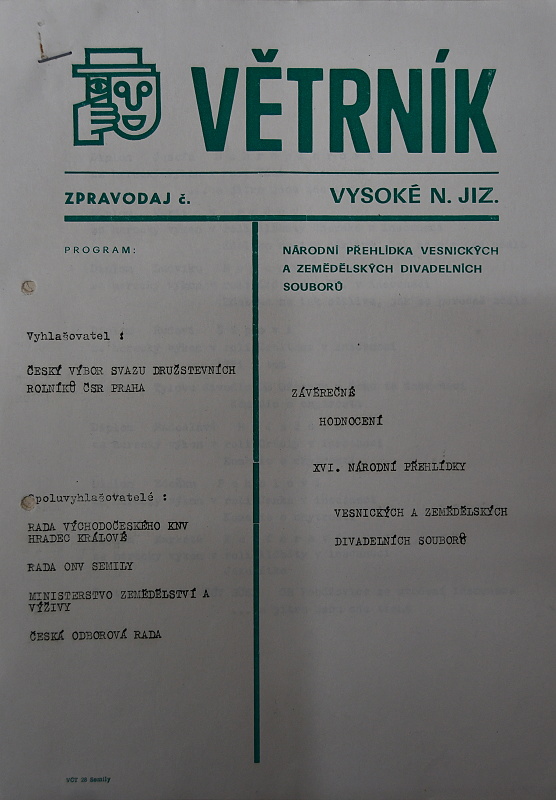 VĚTRNÍK
ZPRAVODAJ č.
VYSOKÉ N. JIZ.
PROGRAM:
Vyhlašovatel :
ČESKÝ VÝBOR SVAZU DRUŽSTEVNÍCH
ROLNÍKŮ ČSR PRAHA
Spoluvyhlašovatelé :
RADA VÝCHODOČESKÉHO KNV
HRADEC KRÁLOVÉ
RADA ONV SEMILY
MINISTERSTVO ZEMĚDĚLSTVÍ A
VÝŽIVY
ČESKÁ ODBOROVÁ RADA
NÁRODNÍ PŘEHLÍDKA VESNICKÝCH
A ZEMĚDĚLSKÝCH DIVADELNÍCH
SOUBORŮ
ZÁVĚREČNÉ
HODNOCENÍ
XVI. NÁRODNÍ PŘEHLÍDKY
VESNICKÝCH A ZEMĚDĚLSKÝCH
DIVADELNÍCH SOUBORŮ
VČT 28 Semily